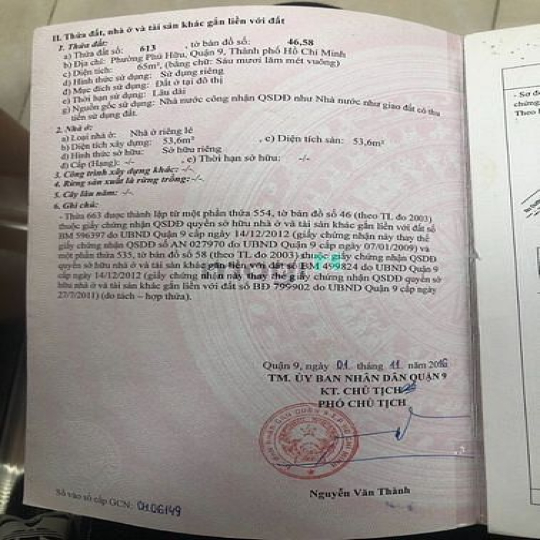 II. Thửa đất, nhà ở và tài sản khác gắn liền với đất
1. Thửa đất:
a) Thửa đất số: 613 , tờ bản đồ số: 46,58
b) Địa chỉ: Phường Phú Hữu, Quận 9, Thành phố Hồ Chí Minh
c) Diện tích: 65m², (bằng chữ: Sáu mươi lăm mét vuông)
d) Hình thức sử dụng: Sử dụng riêng
đ) Mục đích sử dụng: Đất ở tại đô thị
e) Thời hạn sử dụng: Lâu dài
g) Nguồn gốc sử dụng: Nhà nước công nhận QSDĐ như Nhà nước như giao đất có thu
tiền sử dụng đất.
2. Nhà ở:
a) Loại nhà ở: Nhà ở riêng lẻ
b) Diện tích xây dựng: 53,6m² , c) Diện tích sàn: 53,6m²
d) Hình thức sở hữu: Sở hữu riêng
đ) Cấp (Hạng): -/- , e) Thời hạn sở hữu: -/-
3. Công trình xây dựng khác: -/-
4. Rừng sản xuất là rừng trồng: -/-
5. Cây lâu năm: -/-
6. Ghi chú:
- Thửa 663 được thành lập từ một phần thửa 554, tờ bản đồ số 46 (theo TL đo 2003)
thuộc giấy chứng nhận QSDĐ quyền sở hữu nhà ở và tài sản khác gắn liền với đất số
BM 596397 do UBND Quận 9 cấp ngày 14/12/2012 (giấy chứng nhận này thay thế
giấy chứng nhận QSDĐ số AN 027970 do UBND Quận 9 cấp ngày 07/01/2009) và
một phần thửa 535, tờ bản đồ số 58 (theo TL đo 2003) thuộc giấy chứng nhận QSDĐ
quyền sở hữu nhà ở và tài sản khác gắn liền với đất số BM 499824 do UBND Quận 9
cấp ngày 14/12/2012 (giấy chứng nhận này thay thế giấy chứng nhận QSDĐ quyền sở
hữu nhà ở và tài sản gắn liền với đất số BĐ 799902 do UBND Quận 9 cấp ngày
27/7/2011) (do tách – hợp thửa).
Quận 9, ngày 01 tháng 11 năm 2016
TM. ỦY BAN NHÂN DÂN QUẬN 9
KT. CHỦ TỊCH
PHÓ CHỦ TỊCH
Nguyễn Văn Thành
Số vào sổ cấp GCN: CH.06149
- Sơ đồ
chứng
Theo